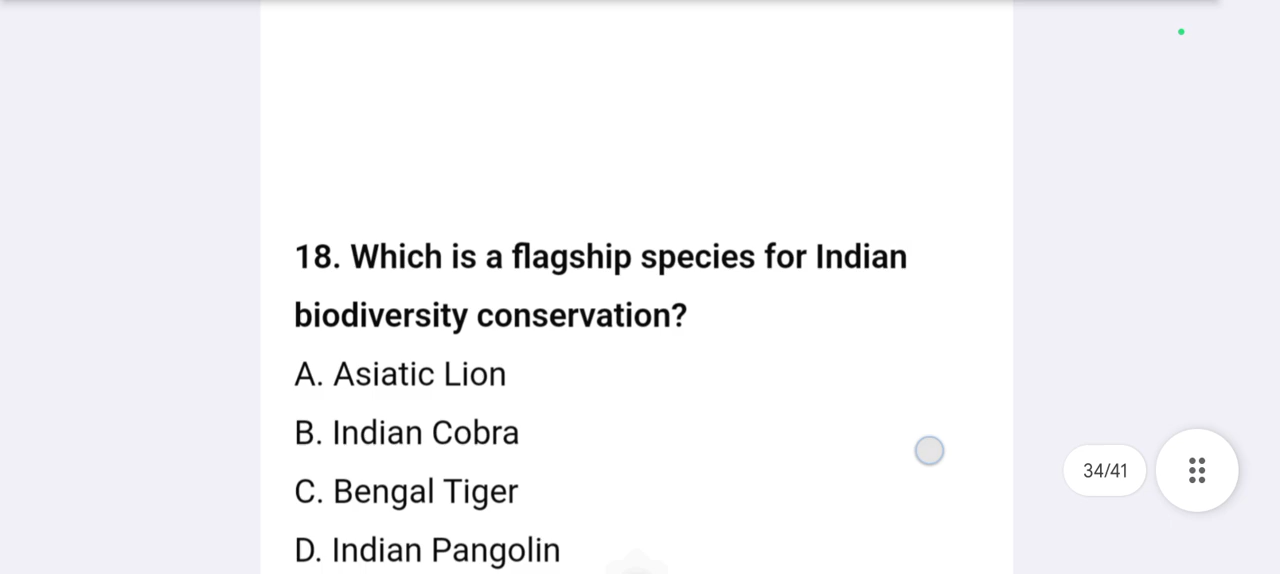 18. Which is a flagship species for Indian
biodiversity conservation?
A. Asiatic Lion
B. Indian Cobra
C. Bengal Tiger
D. Indian Pangolin
34/41